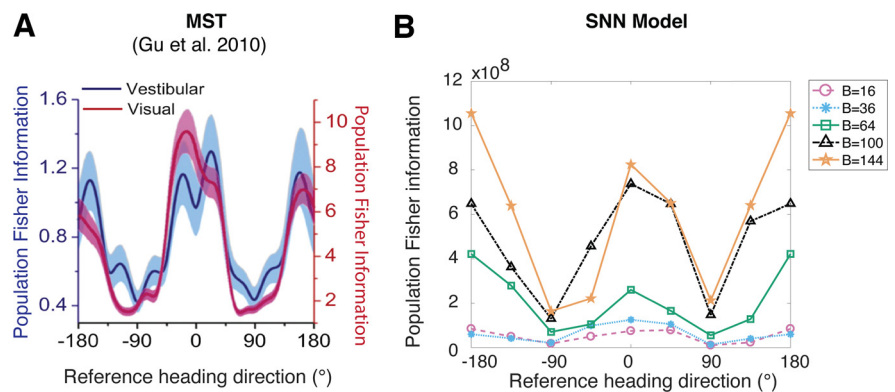 A
MST
(Gu et al. 2010)
Vestibular
Visual
Population Fisher Information
1.6
1.2
0.8
0.4
10
8
6
4
2
Population Fisher Information
-180
-90
0
90
180
Reference heading direction (°)
B
SNN Model
x10⁸
Population Fisher information
12
10
8
6
4
2
0
-180
-90
0
90
180
Reference heading direction (°)
B=16
B=36
B=64
B=100
B=144